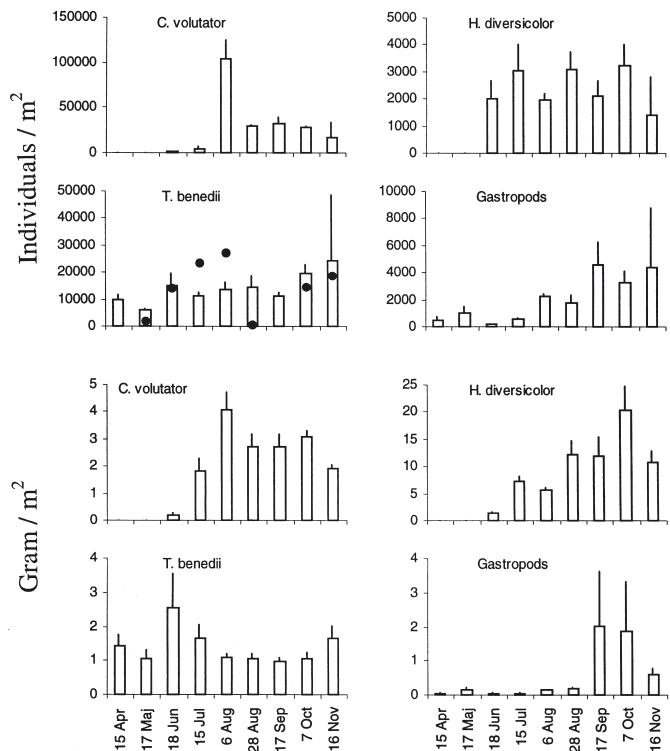 Individuals / m²
C. volutator
150000
100000
50000
0
H. diversicolor
5000
4000
3000
2000
1000
0
T. benedii
50000
40000
30000
20000
10000
0
Gastropods
10000
8000
6000
4000
2000
0
Gram / m²
C. volutator
5
4
3
2
1
0
H. diversicolor
25
20
15
10
5
0
T. benedii
4
3
2
1
0
15 Apr
17 Maj
18 Jun
15 Jul
6 Aug
28 Aug
17 Sep
7 Oct
16 Nov
Gastropods
4
3
2
1
0
15 Apr
17 Maj
18 Jun
15 Jul
6 Aug
28 Aug
17 Sep
7 Oct
16 Nov